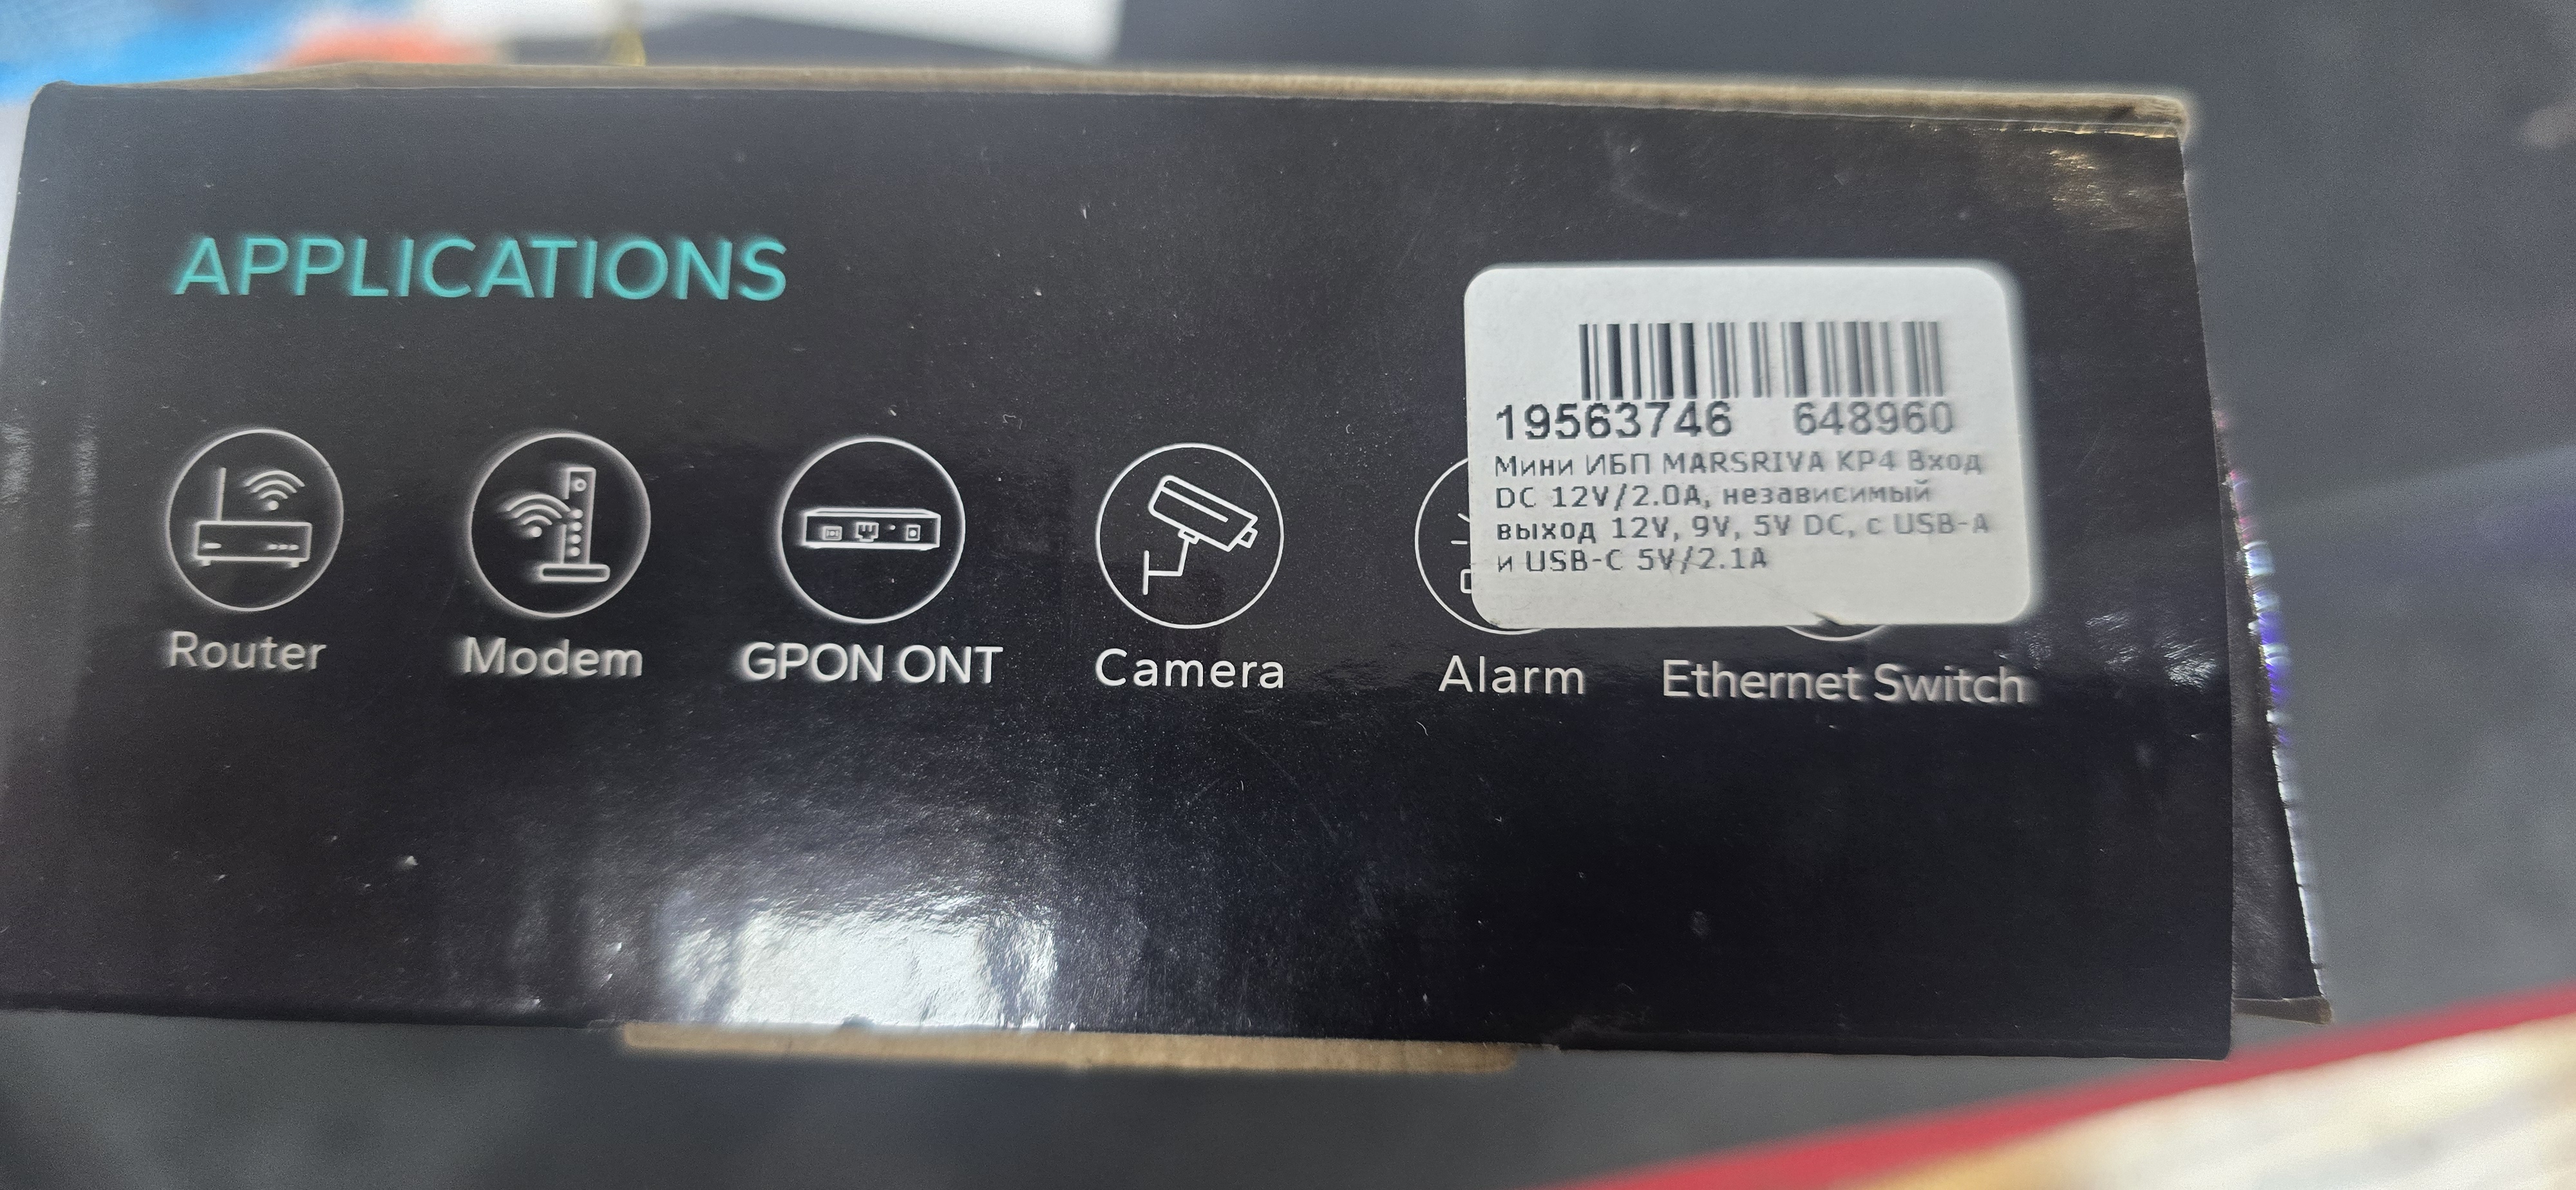 APPLICATIONS
19563746 648960
Мини ИБП MARSRIVA KP4 Вход
DC 12V/2.0A, независимый
выход 12V, 9V, 5V DC, с USB-A
и USB-C 5V/2.1A
Router
Modem
GPON ONT
Camera
Alarm
Ethernet Switch